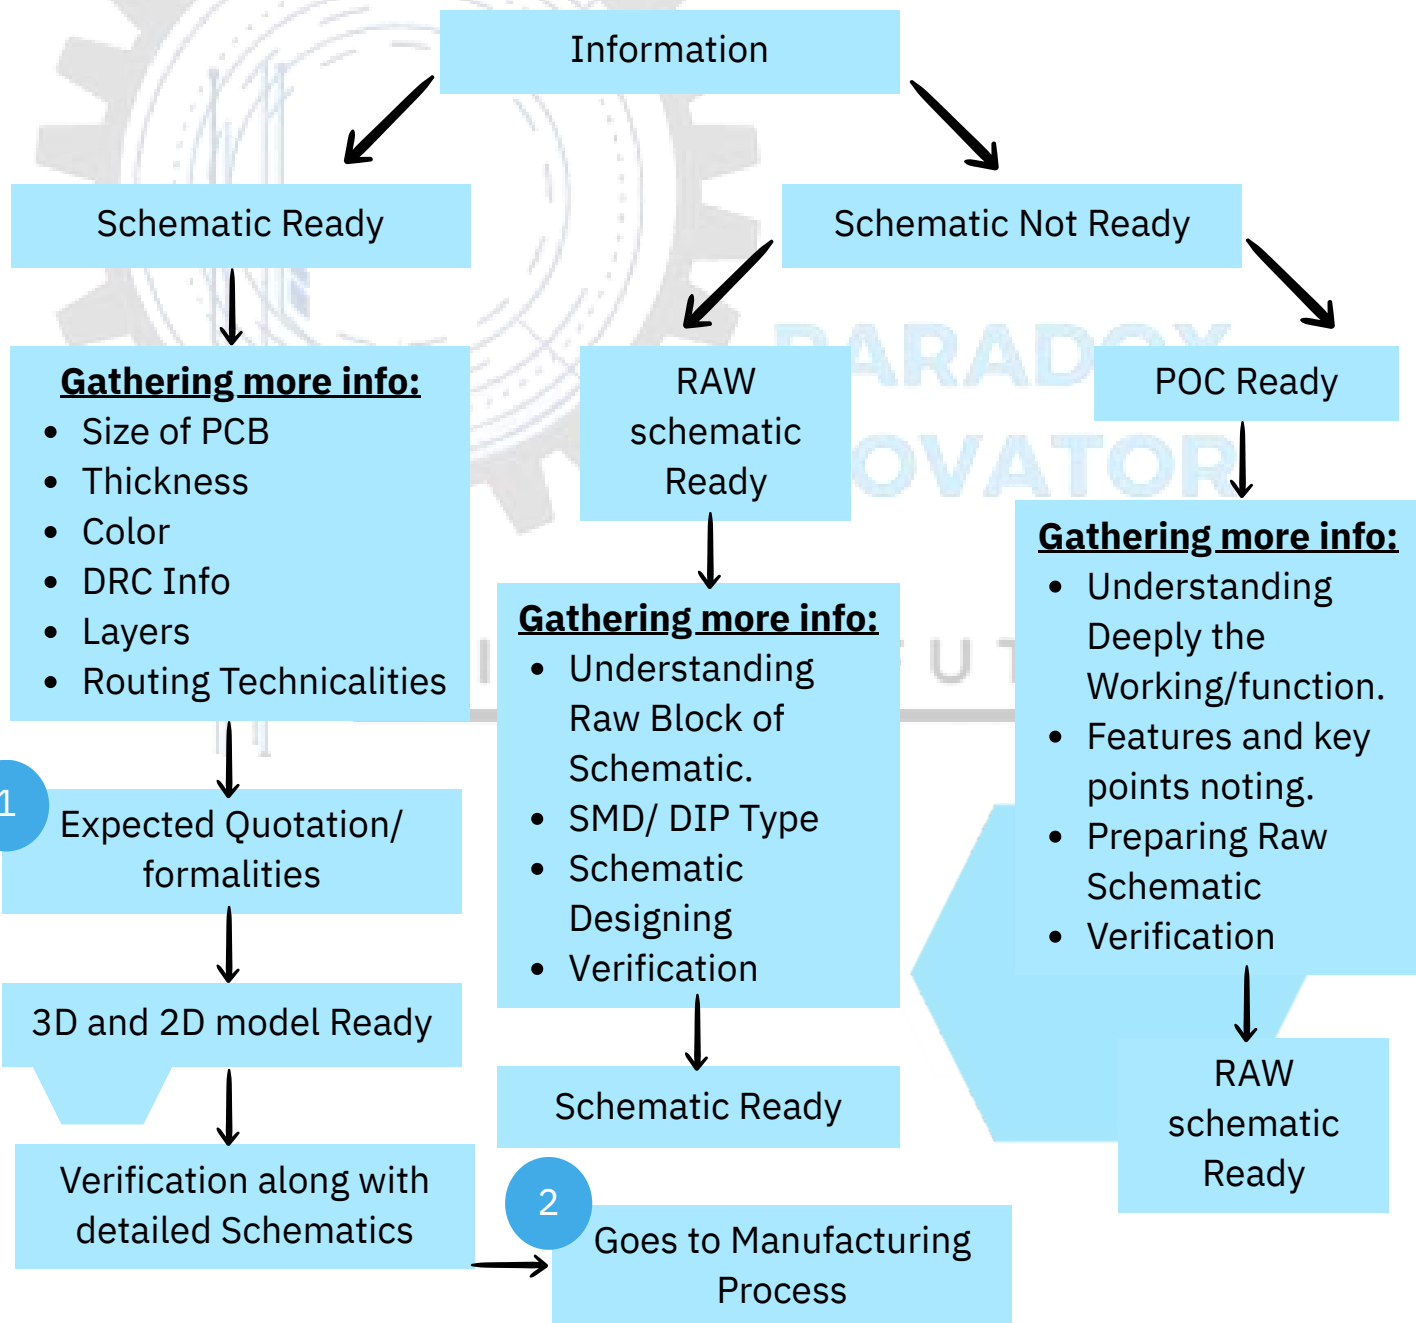 Information
Schematic Ready
Schematic Not Ready
Gathering more info:
• Size of PCB
• Thickness
• Color
• DRC Info
• Layers
• Routing Technicalities
RAW
schematic
Ready
POC Ready
PARADOX
OVATOR
Gathering more info:
• Understanding
Raw Block of
Schematic.
• SMD/ DIP Type
• Schematic
Designing
• Verification
Gathering more info:
• Understanding
Deeply the
Working/function.
• Features and key
points noting.
• Preparing Raw
Schematic
• Verification
1
Expected Quotation/
formalities
3D and 2D model Ready
Verification along with
detailed Schematics
Schematic Ready
RAW
schematic
Ready
2
Goes to Manufacturing
Process